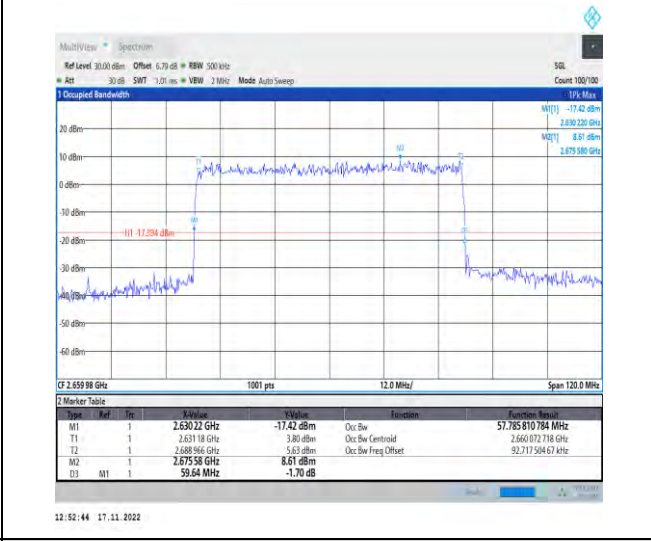 MultiView Spectrum
Ref Level 30.00 dBm Offset 6.79 dB RBW 500 kHz SGL
Att 30 dB SWT 1.01 ms VBW 2 MHz Mode Auto Sweep Count 100/100
1 Occupied Bandwidth 1Pk Max
M1[1] -17.42 dBm
2.630 220 GHz
M2[1] 8.61 dBm
2.675 580 GHz
20 dBm
10 dBm
0 dBm
-10 dBm
-20 dBm
-30 dBm
-40 dBm
-50 dBm
-60 dBm
M2
T1
M1
H1 -17.394 dBm
CF 2.659 98 GHz 1001 pts 12.0 MHz/ Span 120.0 MHz
2 Marker Table
Type Ref Trc X-Value Y-Value Function Function Result
M1 1 2.630 22 GHz -17.42 dBm Occ Bw 57.785 810 784 MHz
T1 1 2.631 18 GHz 3.80 dBm Occ Bw Centroid 2.660 072 718 GHz
T2 1 2.688 966 GHz 5.63 dBm Occ Bw Freq Offset 92.717 504 67 kHz
M2 1 2.675 58 GHz 8.61 dBm
D3 M1 1 59.64 MHz -1.70 dB
12:52:44 17.11.2022